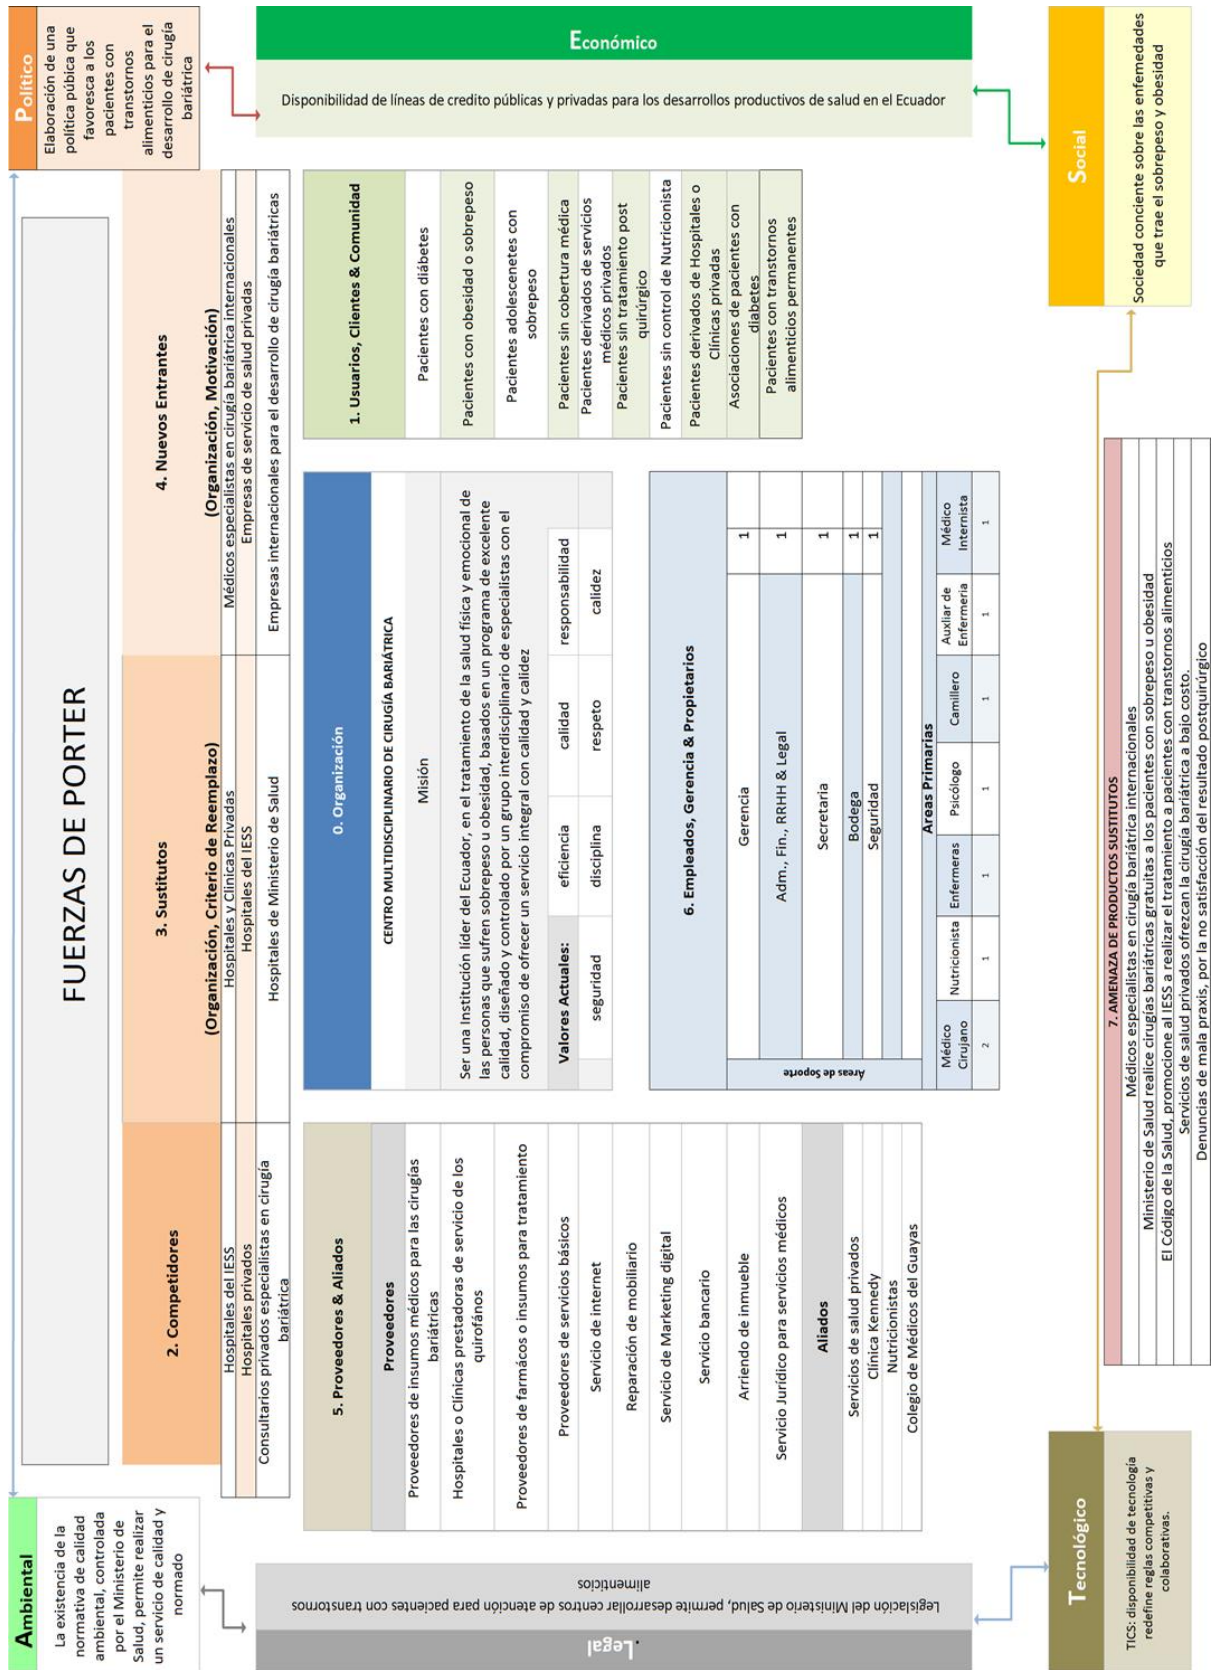 Ambiental
La existencia de la
normativa de calidad
ambiental, controlada
por el Ministerio de
Salud, permite realizar
un servicio de calidad y
normado
FUERZAS DE PORTER
Político
Elaboración de una
política púbica que
favoresca a los
pacientes con
transtornos
alimenticios para el
desarrollo de cirugía
bariátrica
2. Competidores
Hospitales del IESS
Hospitales privados
Consultarios privados especialistas en cirugía
bariátrica
3. Sustitutos
(Organización, Criterio de Reemplazo)
Hospitales y Clínicas Privadas
Hospitales del IESS
Hospitales de Ministerio de Salud
4. Nuevos Entrantes
(Organización, Motivación)
Médicos especialistas en cirugía bariátrica internacionales
Empresas de servicio de salud privadas
Empresas internacionales para el desarrollo de cirugía bariátricas
.Legal
Legislación del Ministerio de Salud, permite desarrollar centros de atención para pacientes con transtornos
alimenticios
5. Proveedores & Aliados
Proveedores
Proveedores de insumos médicos para las cirugías
bariátricas
Hospitales o Clínicas prestadoras de servicio de los
quirofános
Proveedores de farmácos o insumos para tratamiento
Proveedores de servicios básicos
Servicio de internet
Reparación de mobiliario
Servicio de Marketing digital
Servicio bancario
Arriendo de inmueble
Servicio Jurídico para servicios médicos
Aliados
Servicios de salud privados
Clínica Kennedy
Nutricionistas
Colegio de Médicos del Guayas
0. Organización
CENTRO MULTIDISCIPLINARIO DE CIRUGÍA BARIÁTRICA
Misión
Ser una Institución líder del Ecuador, en el tratamiento de la salud física y emocional de
las personas que sufren sobrepeso u obesidad, basados en un programa de excelente
calidad, diseñado y controlado por un grupo interdisciplinario de especialistas con el
compromiso de ofrecer un servicio integral con calidad y calidez
Valores Actuales: eficiencia calidad responsabilidad
seguridad disciplina respeto calidez
6. Empleados, Gerencia & Propietarios
Áreas de Soporte
Gerencia 1
Adm., Fin., RRHH & Legal 1
Secretaria 1
Bodega 1
Seguridad 1
Areas Primarias
Médico Cirujano Nutricionista Enfermeras Psicólogo Camillero Auxliar de Enfermeria Médico Internista
2 1 1 1 1 1 1
1. Usuarios, Clientes & Comunidad
Pacientes con diábetes
Pacientes con obesidad o sobrepeso
Pacientes adolescenetes con
sobrepeso
Pacientes sin cobertura médica
Pacientes derivados de servicios
médicos privados
Pacientes sin tratamiento post
quirúrgico
Pacientes sin control de Nutricionista
Pacientes derivados de Hospitales o
Clínicas privadas
Asociaciones de pacientes con
diabetes
Pacientes con transtornos
alimenticios permanentes
Económico
Disponibilidad de líneas de credito públicas y privadas para los desarrollos productivos de salud en el Ecuador
Tecnológico
TICS: disponibilidad de tecnología
redefine reglas competitivas y
colaborativas.
7. AMENAZA DE PRODUCTOS SUSTITUTOS
Médicos especialistas en cirugía bariátrica internacionales
Ministerio de Salud realice cirugías bariátricas gratuitas a los pacientes con sobrepeso u obesidad
El Código de la Salud, promocione al IESS a realizar el tratamiento a pacientes con transtornos alimenticios
Servicios de salud privados ofrezcan la cirugía bariátrica a bajo costo.
Denuncias de mala praxis, por la no satisfacción del resultado postquirúrgico
Social
Sociedad conciente sobre las enfemedades
que trae el sobrepeso y obesidad